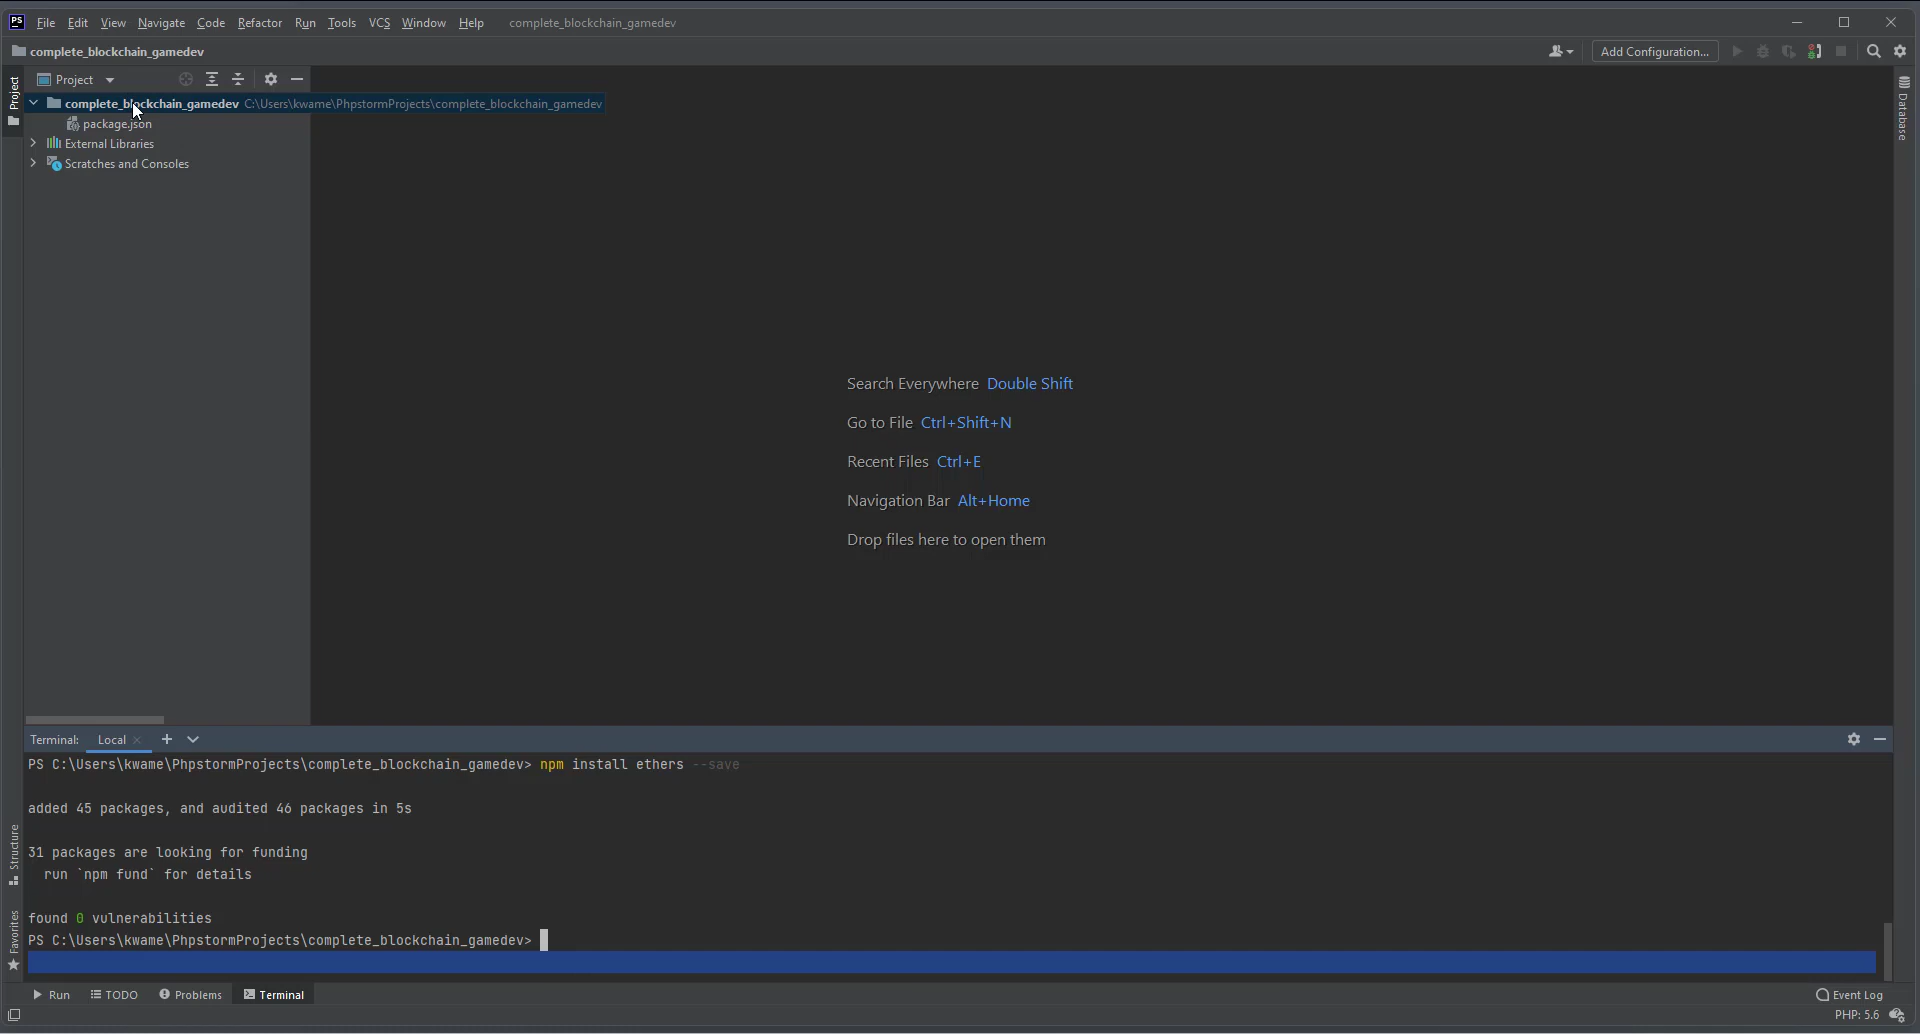 PS File Edit View Navigate Code Refactor Run Tools VCS Window Help complete_blockchain_gamedev
complete_blockchain_gamedev Add Configuration...
Project
Project
complete_blockchain_gamedev C:\Users\kwame\PhpstormProjects\complete_blockchain_gamedev
package.json
External Libraries
Scratches and Consoles
Database
Search Everywhere Double Shift
Go to File Ctrl+Shift+N
Recent Files Ctrl+E
Navigation Bar Alt+Home
Drop files here to open them
Terminal: Local
PS C:\Users\kwame\PhpstormProjects\complete_blockchain_gamedev> npm install ethers --save
added 45 packages, and audited 46 packages in 5s
31 packages are looking for funding
run `npm fund` for details
found 0 vulnerabilities
PS C:\Users\kwame\PhpstormProjects\complete_blockchain_gamedev>
Structure
Favorites
Run TODO Problems Terminal Event Log
PHP: 5.6